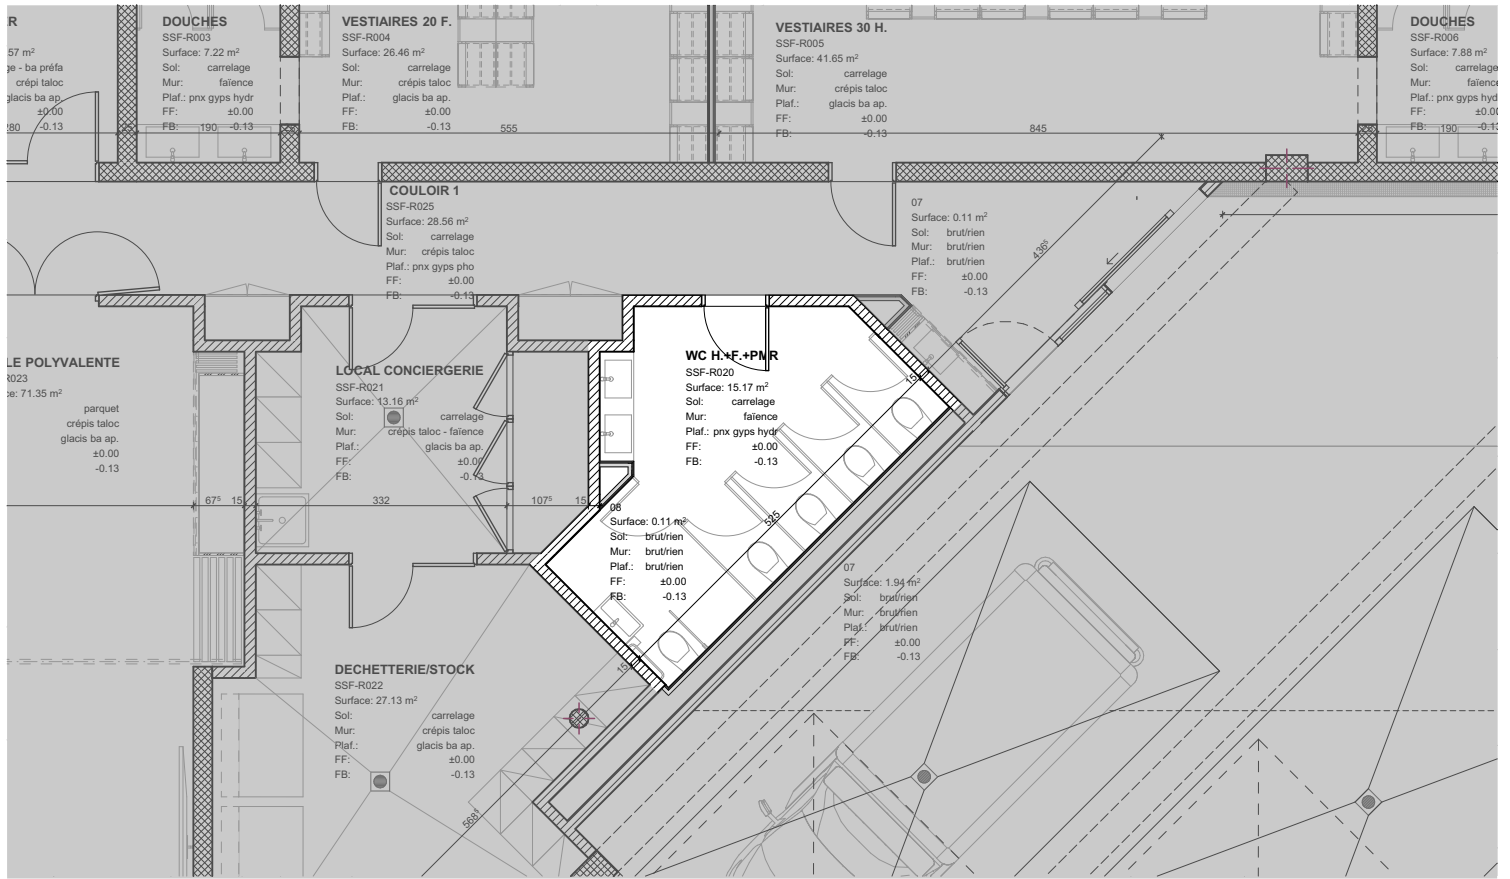 R
57 m²
ge - ba préfa
crépi taloc
glacis ba ap.
±0.00
-0.13
280
DOUCHES
SSF-R003
Surface: 7.22 m²
Sol: carrelage
Mur: faïence
Plaf.: pnx gyps hydr
FF: ±0.00
FB: -0.13
190
VESTIAIRES 20 F.
SSF-R004
Surface: 26.46 m²
Sol: carrelage
Mur: crépis taloc
Plaf.: glacis ba ap.
FF: ±0.00
FB: -0.13
555
VESTIAIRES 30 H.
SSF-R005
Surface: 41.65 m²
Sol: carrelage
Mur: crépis taloc
Plaf.: glacis ba ap.
FF: ±0.00
FB: -0.13
845
DOUCHES
SSF-R006
Surface: 7.88 m²
Sol: carrelage
Mur: faïence
Plaf.: pnx gyps hyd
FF: ±0.00
FB: -0.13
190
COULOIR 1
SSF-R025
Surface: 28.56 m²
Sol: carrelage
Mur: crépis taloc
Plaf.: pnx gyps pho
FF: ±0.00
FB: -0.13
07
Surface: 0.11 m²
Sol: brut/rien
Mur: brut/rien
Plaf.: brut/rien
FF: ±0.00
FB: -0.13
436⁵
LE POLYVALENTE
R023
ce: 71.35 m²
parquet
crépis taloc
glacis ba ap.
±0.00
-0.13
LOCAL CONCIERGERIE
SSF-R021
Surface: 13.16 m²
Sol: carrelage
Mur: crépis taloc - faïence
Plaf.: glacis ba ap.
FF: ±0.00
FB: -0.13
WC H.+F.+PMR
SSF-R020
Surface: 15.17 m²
Sol: carrelage
Mur: faïence
Plaf.: pnx gyps hydr
FF: ±0.00
FB: -0.13
15
67⁵ 15 332 107⁵ 15
08
Surface: 0.11 m²
Sol: brut/rien
Mur: brut/rien
Plaf.: brut/rien
FF: ±0.00
FB: -0.13
525
07
Surface: 1.94 m²
Sol: brut/rien
Mur: brut/rien
Plaf.: brut/rien
FF: ±0.00
FB: -0.13
15
DECHETTERIE/STOCK
SSF-R022
Surface: 27.13 m²
Sol: carrelage
Mur: crépis taloc
Plaf.: glacis ba ap.
FF: ±0.00
FB: -0.13
568⁵